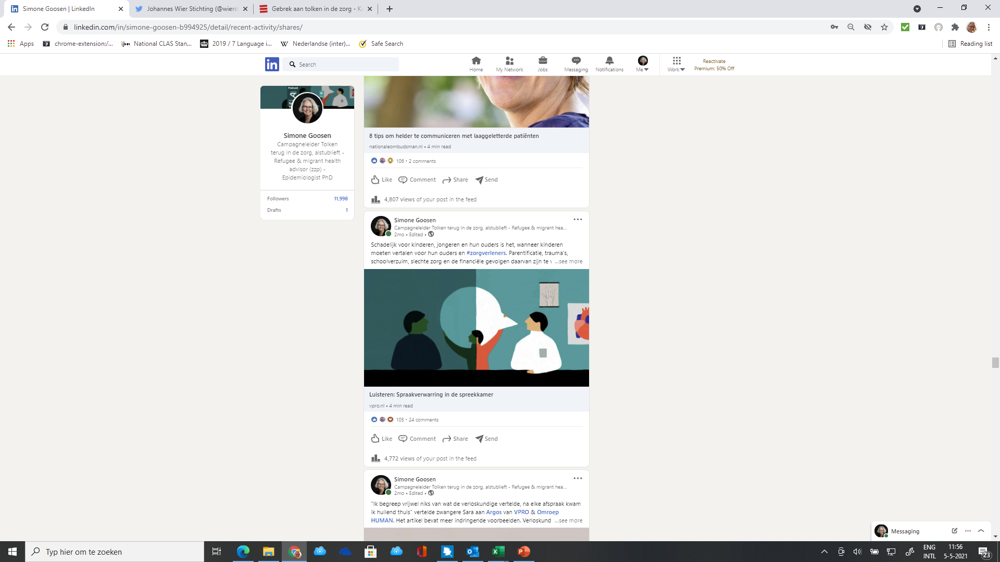 Simone Goosen | LinkedIn
Johannes Wier Stichting (@wierst
Gebrek aan tolken in de zorg - K
linkedin.com/in/simone-goosen-b994925/detail/recent-activity/shares/
Apps
chrome-extension:/...
National CLAS Stan...
2019 / 7 Language i...
Nederlandse (inter)...
Safe Search
Reading list
in
Search
Home
My Network
Jobs
Messaging
Notifications
Me
Work
Reactivate
Premium: 50% Off
Podcast
Simone Goosen
Campagneleider Tolken
terug in de zorg, alstublieft -
Refugee & migrant health
advisor (zzp) -
Epidemiologist PhD
Followers 11,998
Drafts 1
8 tips om helder te communiceren met laaggeletterde patiënten
nationaleombudsman.nl • 4 min read
106 • 2 comments
Like Comment Share Send
4,807 views of your post in the feed
Simone Goosen
Campagneleider Tolken terug in de zorg, alstublieft - Refugee & migrant hea...
2mo • Edited •
Schadelijk voor kinderen, jongeren en hun ouders is het, wanneer kinderen
moeten vertalen voor hun ouders en #zorgverleners. Parentificatie, trauma's,
schoolverzuim, slechte zorg en de financiële gevolgen daarvan zijn te v ...see more
Luisteren: Spraakverwarring in de spreekkamer
vpro.nl • 4 min read
105 • 24 comments
Like Comment Share Send
4,772 views of your post in the feed
Simone Goosen
Campagneleider Tolken terug in de zorg, alstublieft - Refugee & migrant hea...
2mo • Edited •
"Ik begreep vrijwel niks van wat de verloskundige vertelde, na elke afspraak kwam
ik huilend thuis" vertelde zwangere Sara aan Argos van VPRO & Omroep
HUMAN. Het artikel bevat meer indringende voorbeelden. Verloskund ...see more
Messaging
Typ hier om te zoeken
ENG
INTL
11:56
5-5-2021
23